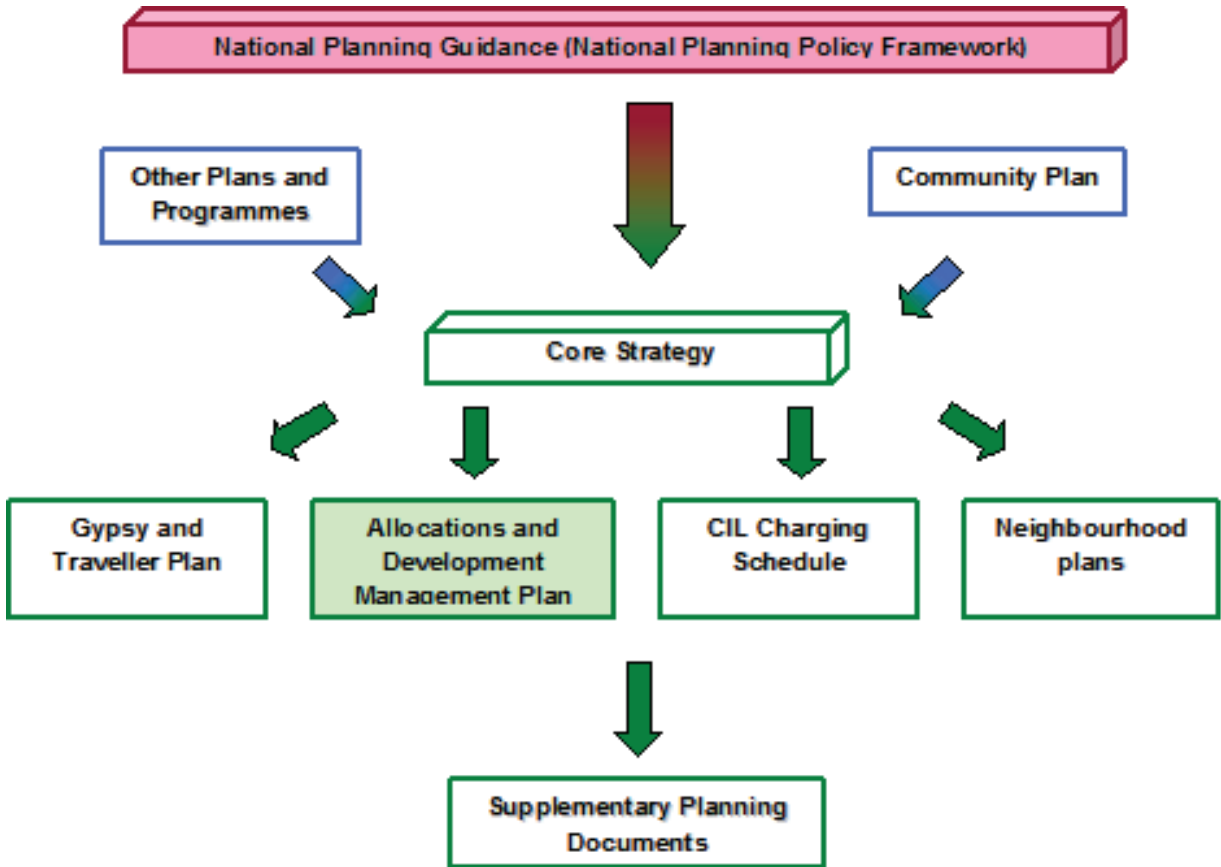 National Planning Guidance (National Planning Policy Framework)
Other Plans and
Programmes
Community Plan
Core Strategy
Gypsy and
Traveller Plan
Allocations and
Development
Management Plan
CIL Charging
Schedule
Neighbourhood
plans
Supplementary Planning
Documents